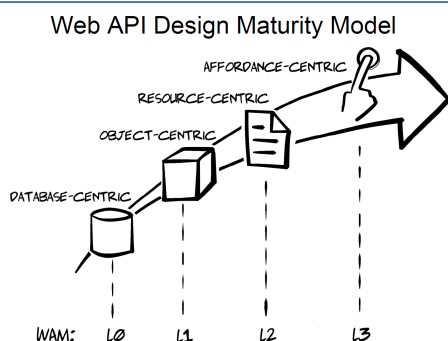 Web API Design Maturity Model
AFFORDANCE-CENTRIC
RESOURCE-CENTRIC
OBJECT-CENTRIC
DATABASE-CENTRIC
WAM: L0 L1 L2 L3